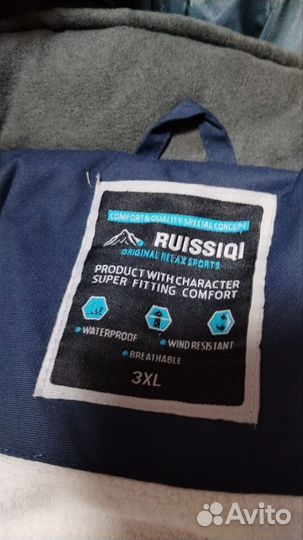 COMFORT & QUALITY SPECIAL CONCEPT
RUISSIQI
ORIGINAL RELAX SPORTS
PRODUCT WITH CHARACTER
SUPER FITTING COMFORT
• WATERPROOF
• WIND RESISTANT
• BREATHABLE
3XL
Avito